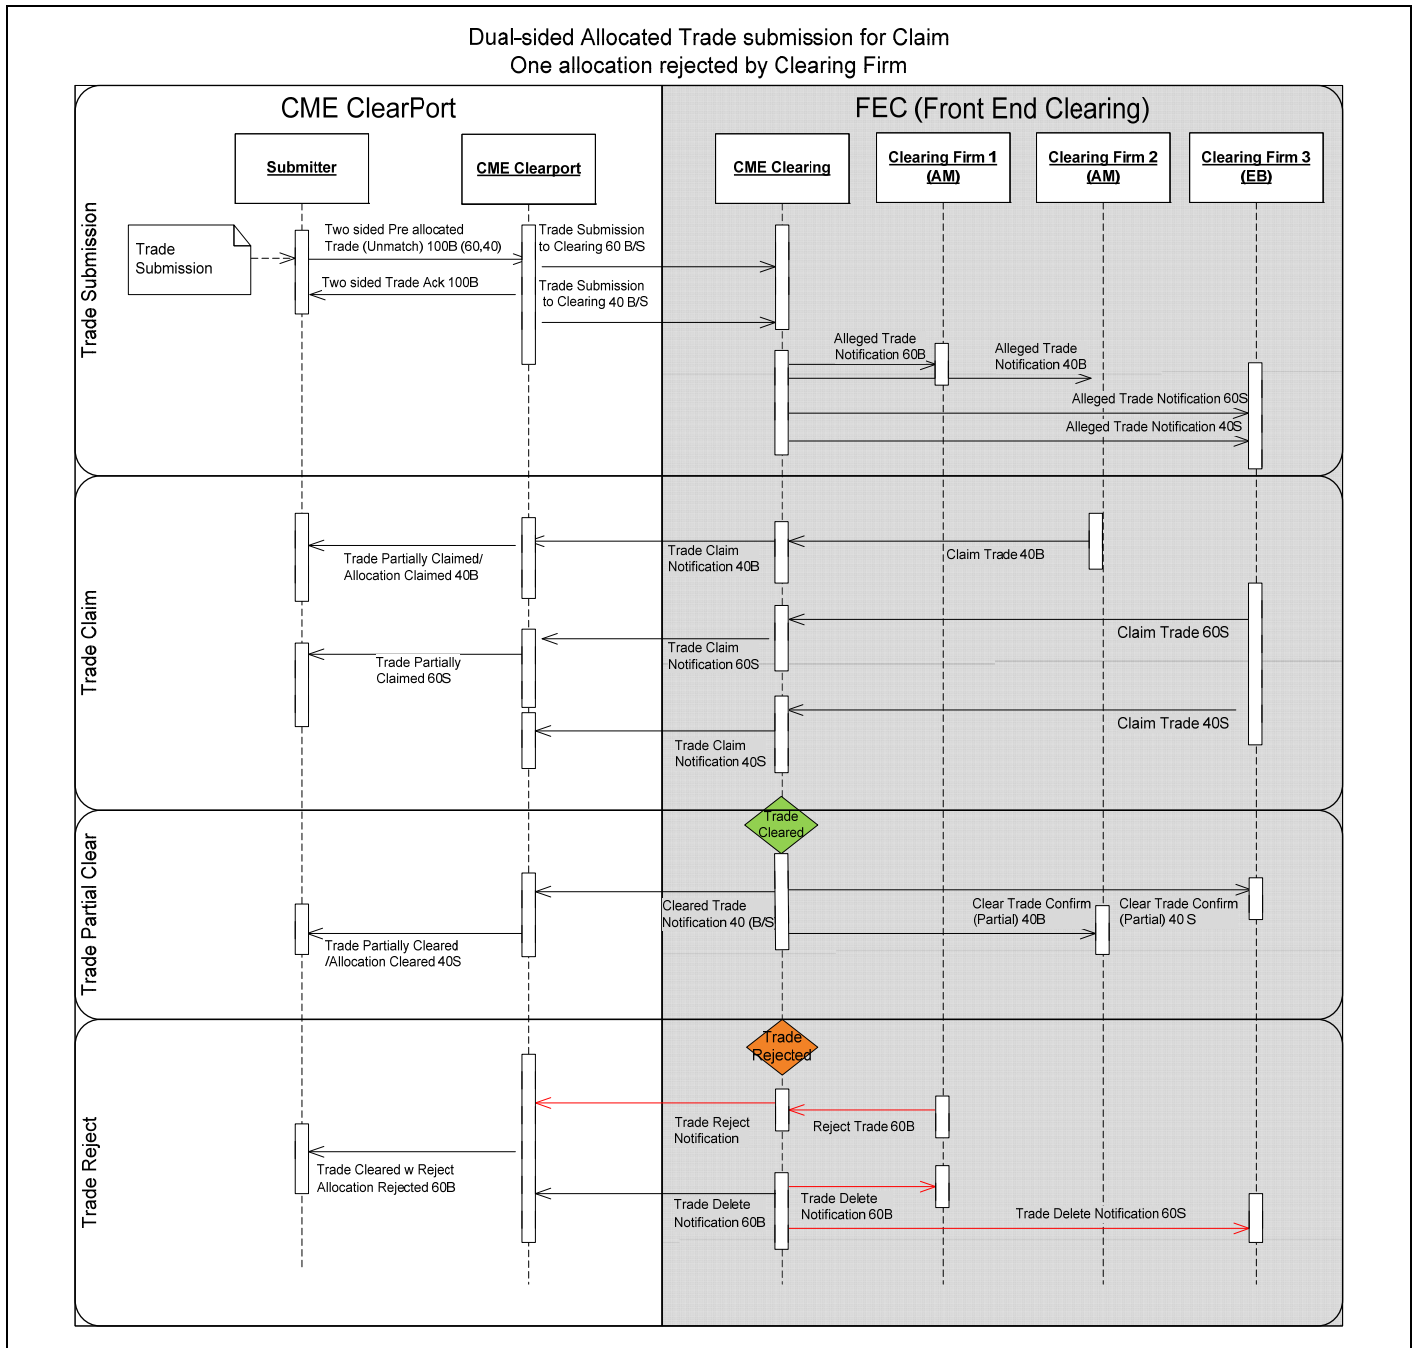 Dual-sided Allocated Trade submission for Claim
One allocation rejected by Clearing Firm
CME ClearPort
FEC (Front End Clearing)
Submitter
CME Clearport
CME Clearing
Clearing Firm 1
(AM)
Clearing Firm 2
(AM)
Clearing Firm 3
(EB)
Trade Submission
Trade
Submission
Two sided Pre allocated
Trade (Unmatch) 100B (60,40)
Two sided Trade Ack 100B
Trade Submission
to Clearing 60 B/S
Trade Submission
to Clearing 40 B/S
Alleged Trade
Notification 60B
Alleged Trade
Notification 40B
Alleged Trade Notification 60S
Alleged Trade Notification 40S
Trade Claim
Trade Partially Claimed/
Allocation Claimed 40B
Trade Claim
Notification 40B
Claim Trade 40B
Trade Partially
Claimed 60S
Trade Claim
Notification 60S
Claim Trade 60S
Trade Claim
Notification 40S
Claim Trade 40S
Trade Partial Clear
Trade
Cleared
Trade Partially Cleared
/Allocation Cleared 40S
Cleared Trade
Notification 40 (B/S
Clear Trade Confirm
(Partial) 40B
Clear Trade Confirm
(Partial) 40 S
Trade Reject
Trade
Rejected
Trade Reject
Notification
Reject Trade 60B
Trade Cleared w Reject
Allocation Rejected 60B
Trade Delete
Notification 60B
Trade Delete
Notification 60B
Trade Delete Notification 60S